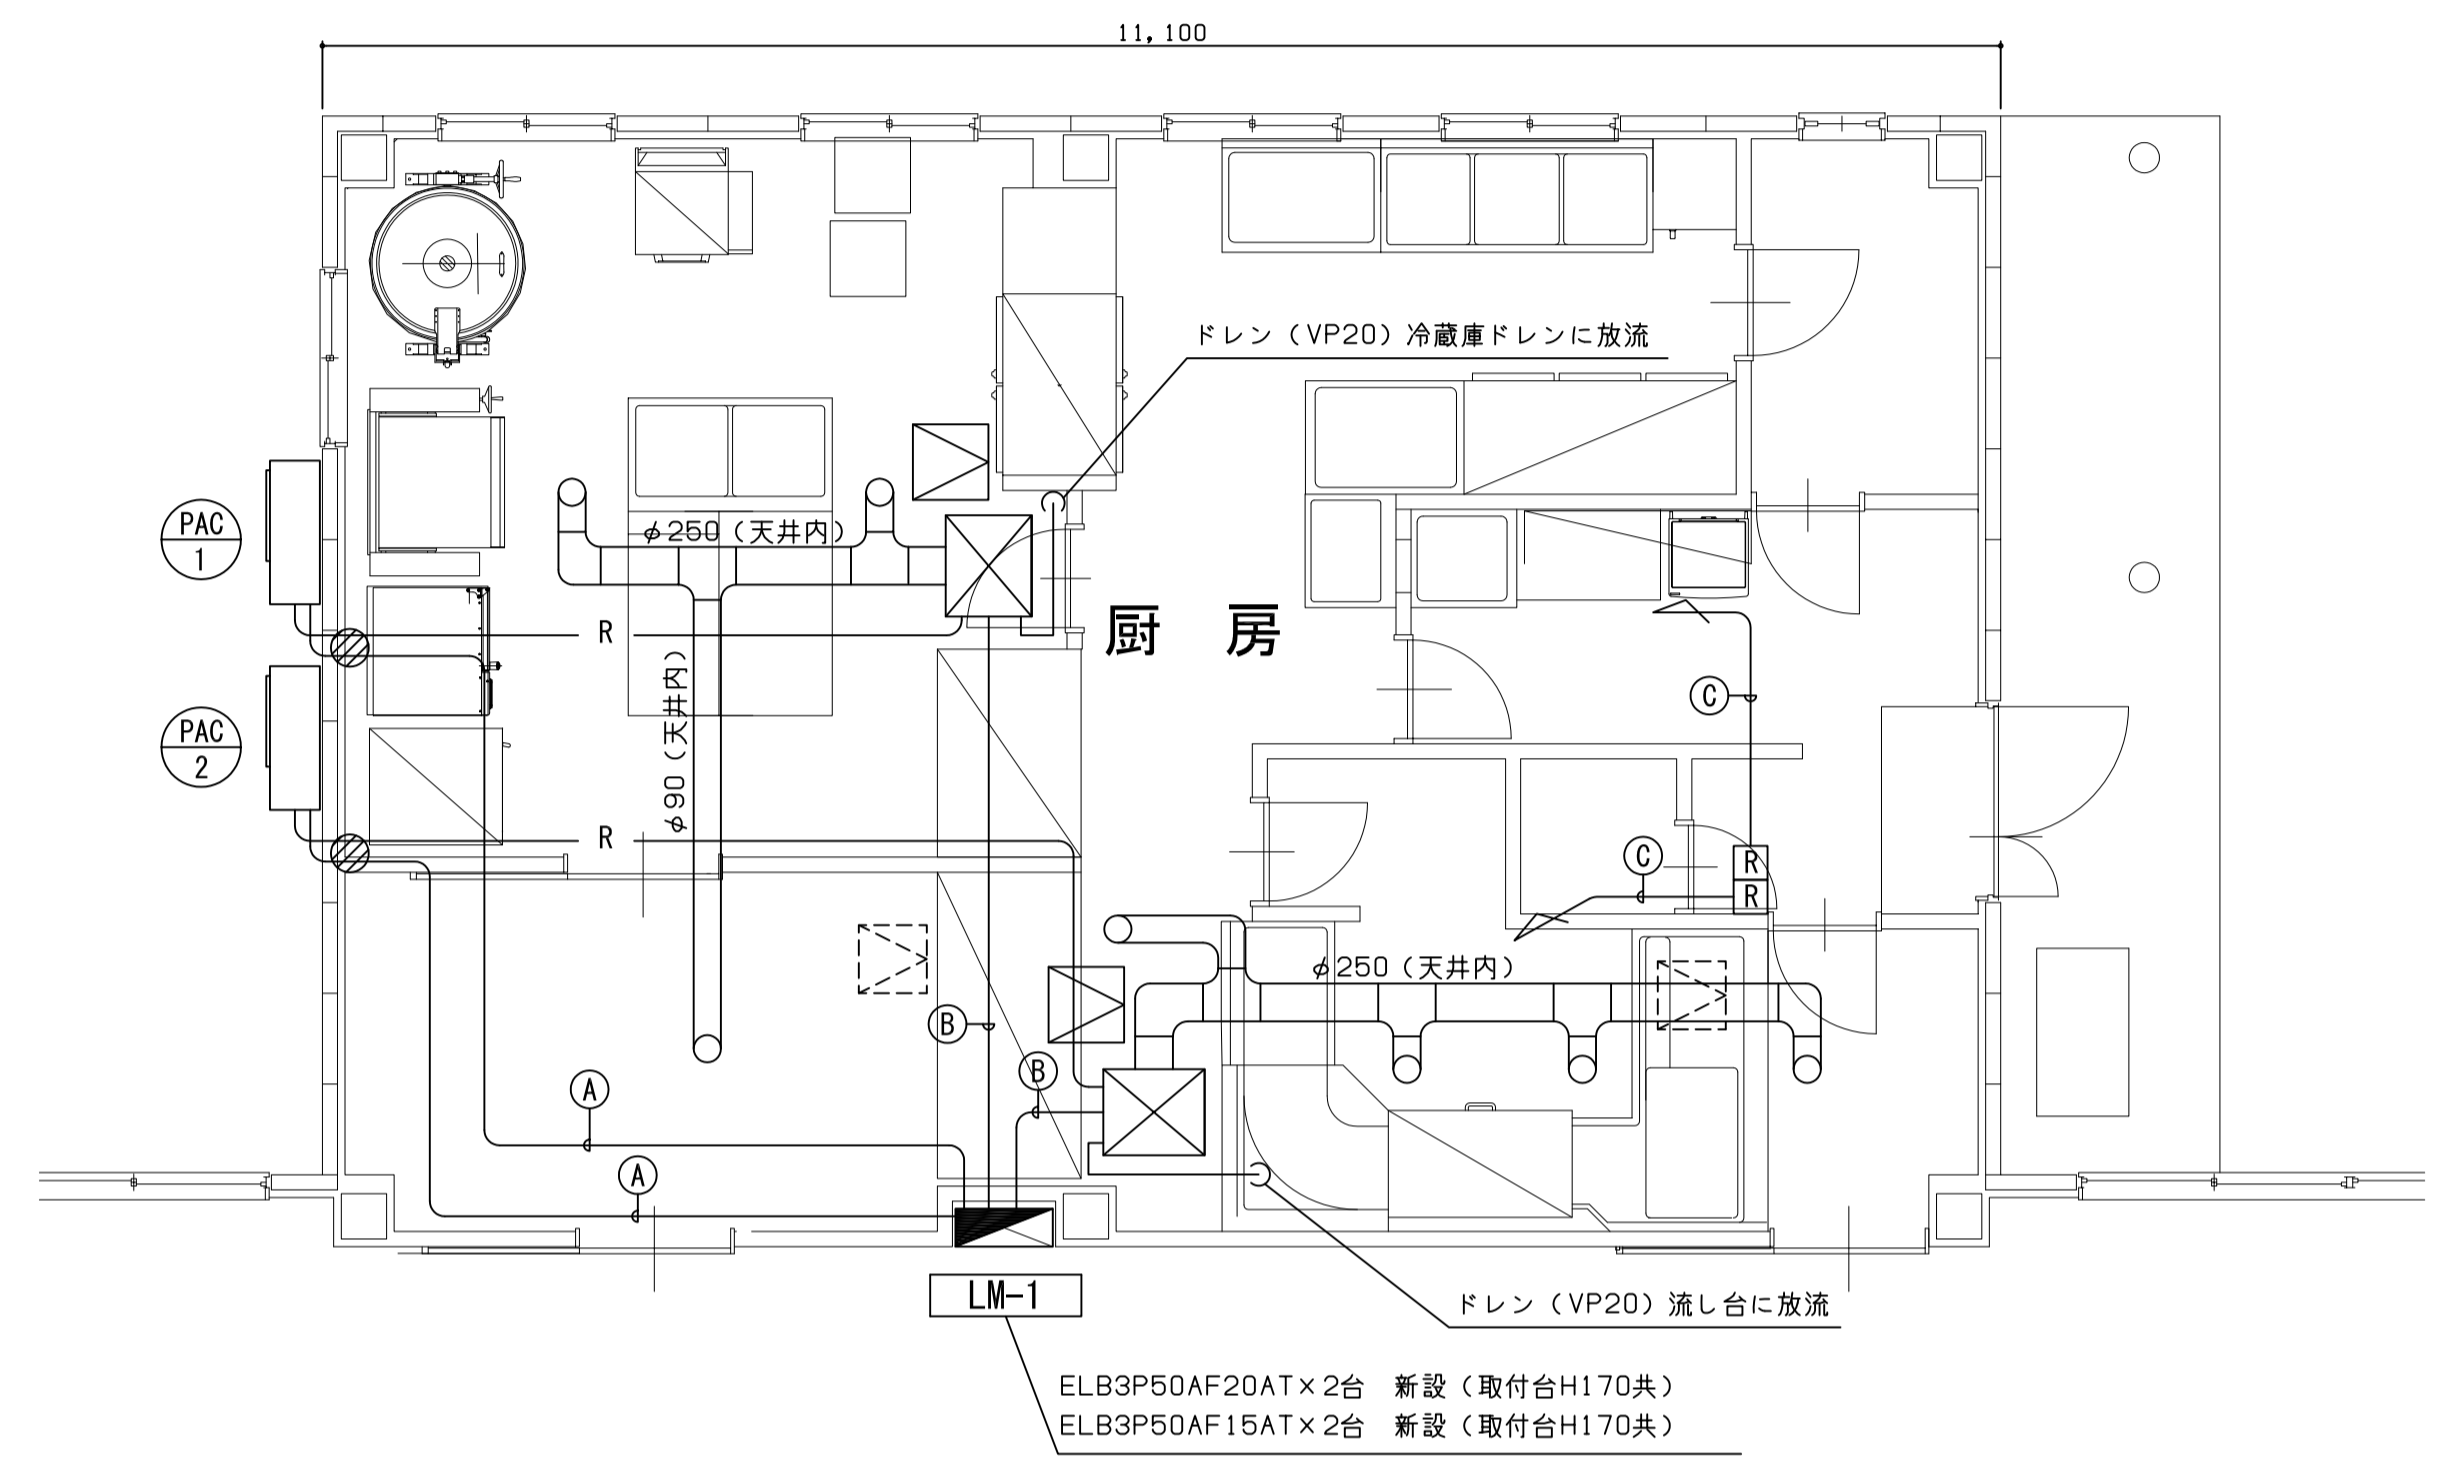 11,100
ドレン（VP20）冷蔵庫ドレンに放流
PAC
1
φ250（天井内）
R
厨 房
φ90（天井内）
C
PAC
2
R
C
R
R
φ250（天井内）
B
B
A
A
LM-1
ドレン（VP20）流し台に放流
ELB3P50AF20AT×2台 新設（取付台H170共）
ELB3P50AF15AT×2台 新設（取付台H170共）